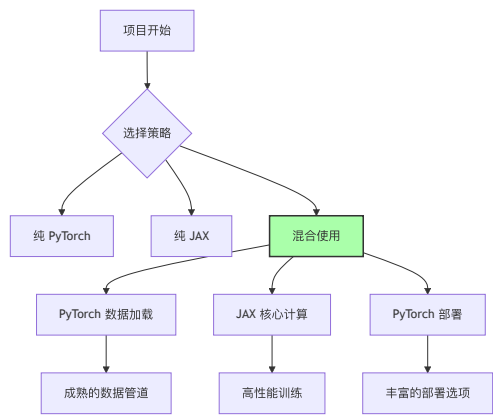 项目开始
选择策略
纯 PyTorch
纯 JAX
混合使用
PyTorch 数据加载
JAX 核心计算
PyTorch 部署
成熟的数据管道
高性能训练
丰富的部署选项